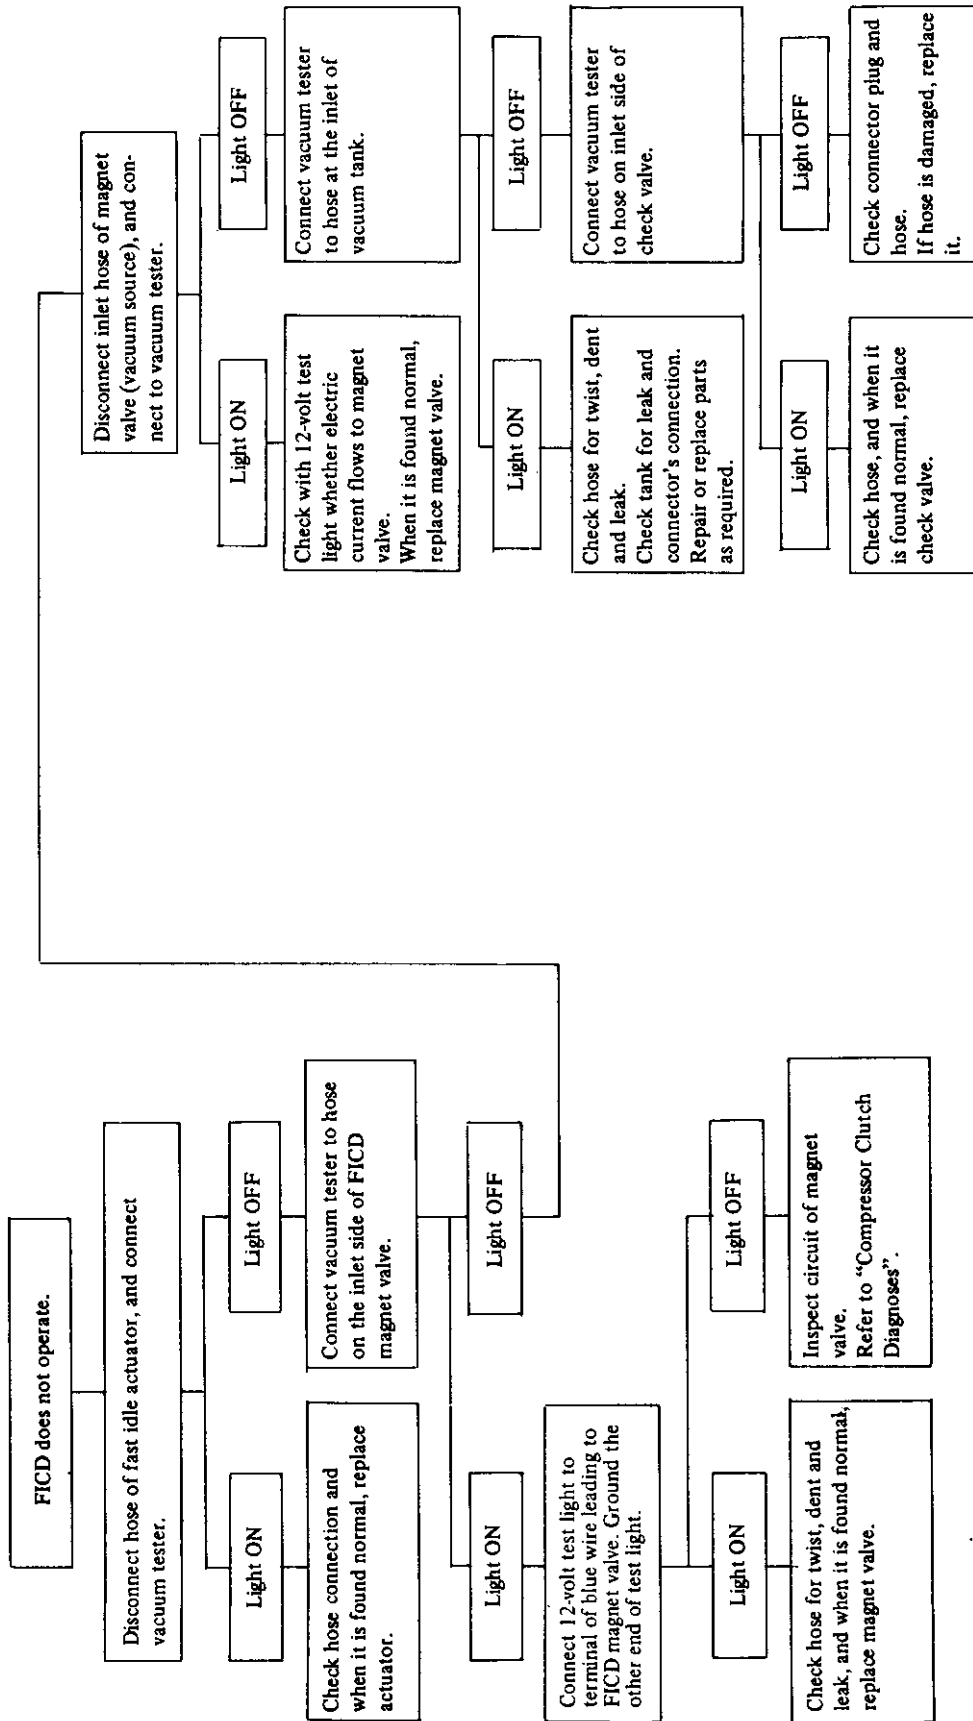 FICD does not operate.
Disconnect hose of fast idle actuator, and connect
vacuum tester.
Light ON
Light OFF
Check hose connection and
when it is found normal, replace
actuator.
Connect vacuum tester to hose
on the inlet side of FICD
magnet valve.
Light ON
Light OFF
Connect 12-volt test light to
terminal of blue wire leading to
FICD magnet valve. Ground the
other end of test light.
Light ON
Light OFF
Check hose for twist, dent and
leak, and when it is found normal,
replace magnet valve.
Inspect circuit of magnet
valve.
Refer to “Compressor Clutch
Diagnoses”.
Disconnect inlet hose of magnet
valve (vacuum source), and con-
nect to vacuum tester.
Light ON
Light OFF
Check with 12-volt test
light whether electric
current flows to magnet
valve.
When it is found normal,
replace magnet valve.
Connect vacuum tester
to hose at the inlet of
vacuum tank.
Light ON
Light OFF
Check hose for twist, dent
and leak.
Check tank for leak and
connector's connection.
Repair or replace parts
as required.
Connect vacuum tester
to hose on inlet side of
check valve.
Light ON
Light OFF
Check hose, and when it
is found normal, replace
check valve.
Check connector plug and
hose.
If hose is damaged, replace
it.